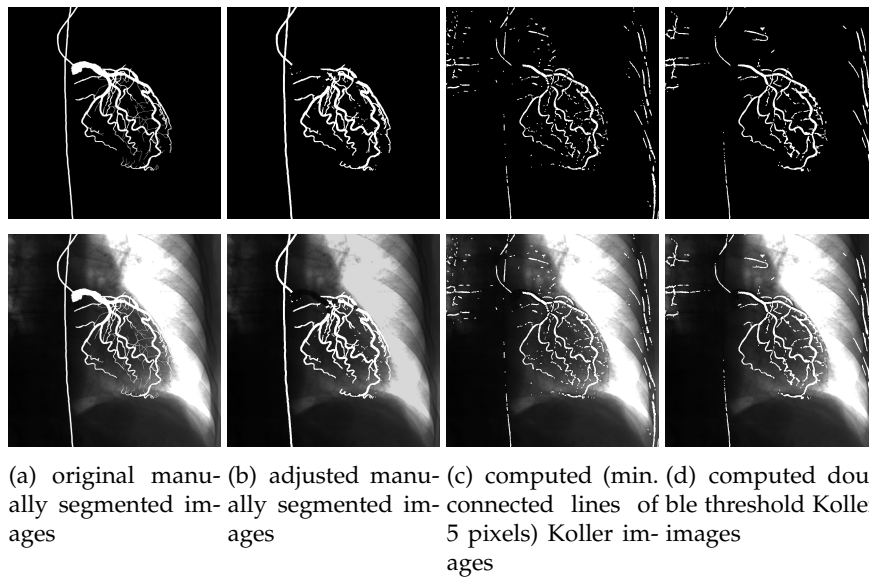 (a) original manu-
ally segmented im-
ages
(b) adjusted manu-
ally segmented im-
ages
(c) computed (min.
connected lines of
5 pixels) Koller im-
ages
(d) computed dou
ble threshold Kolle
images